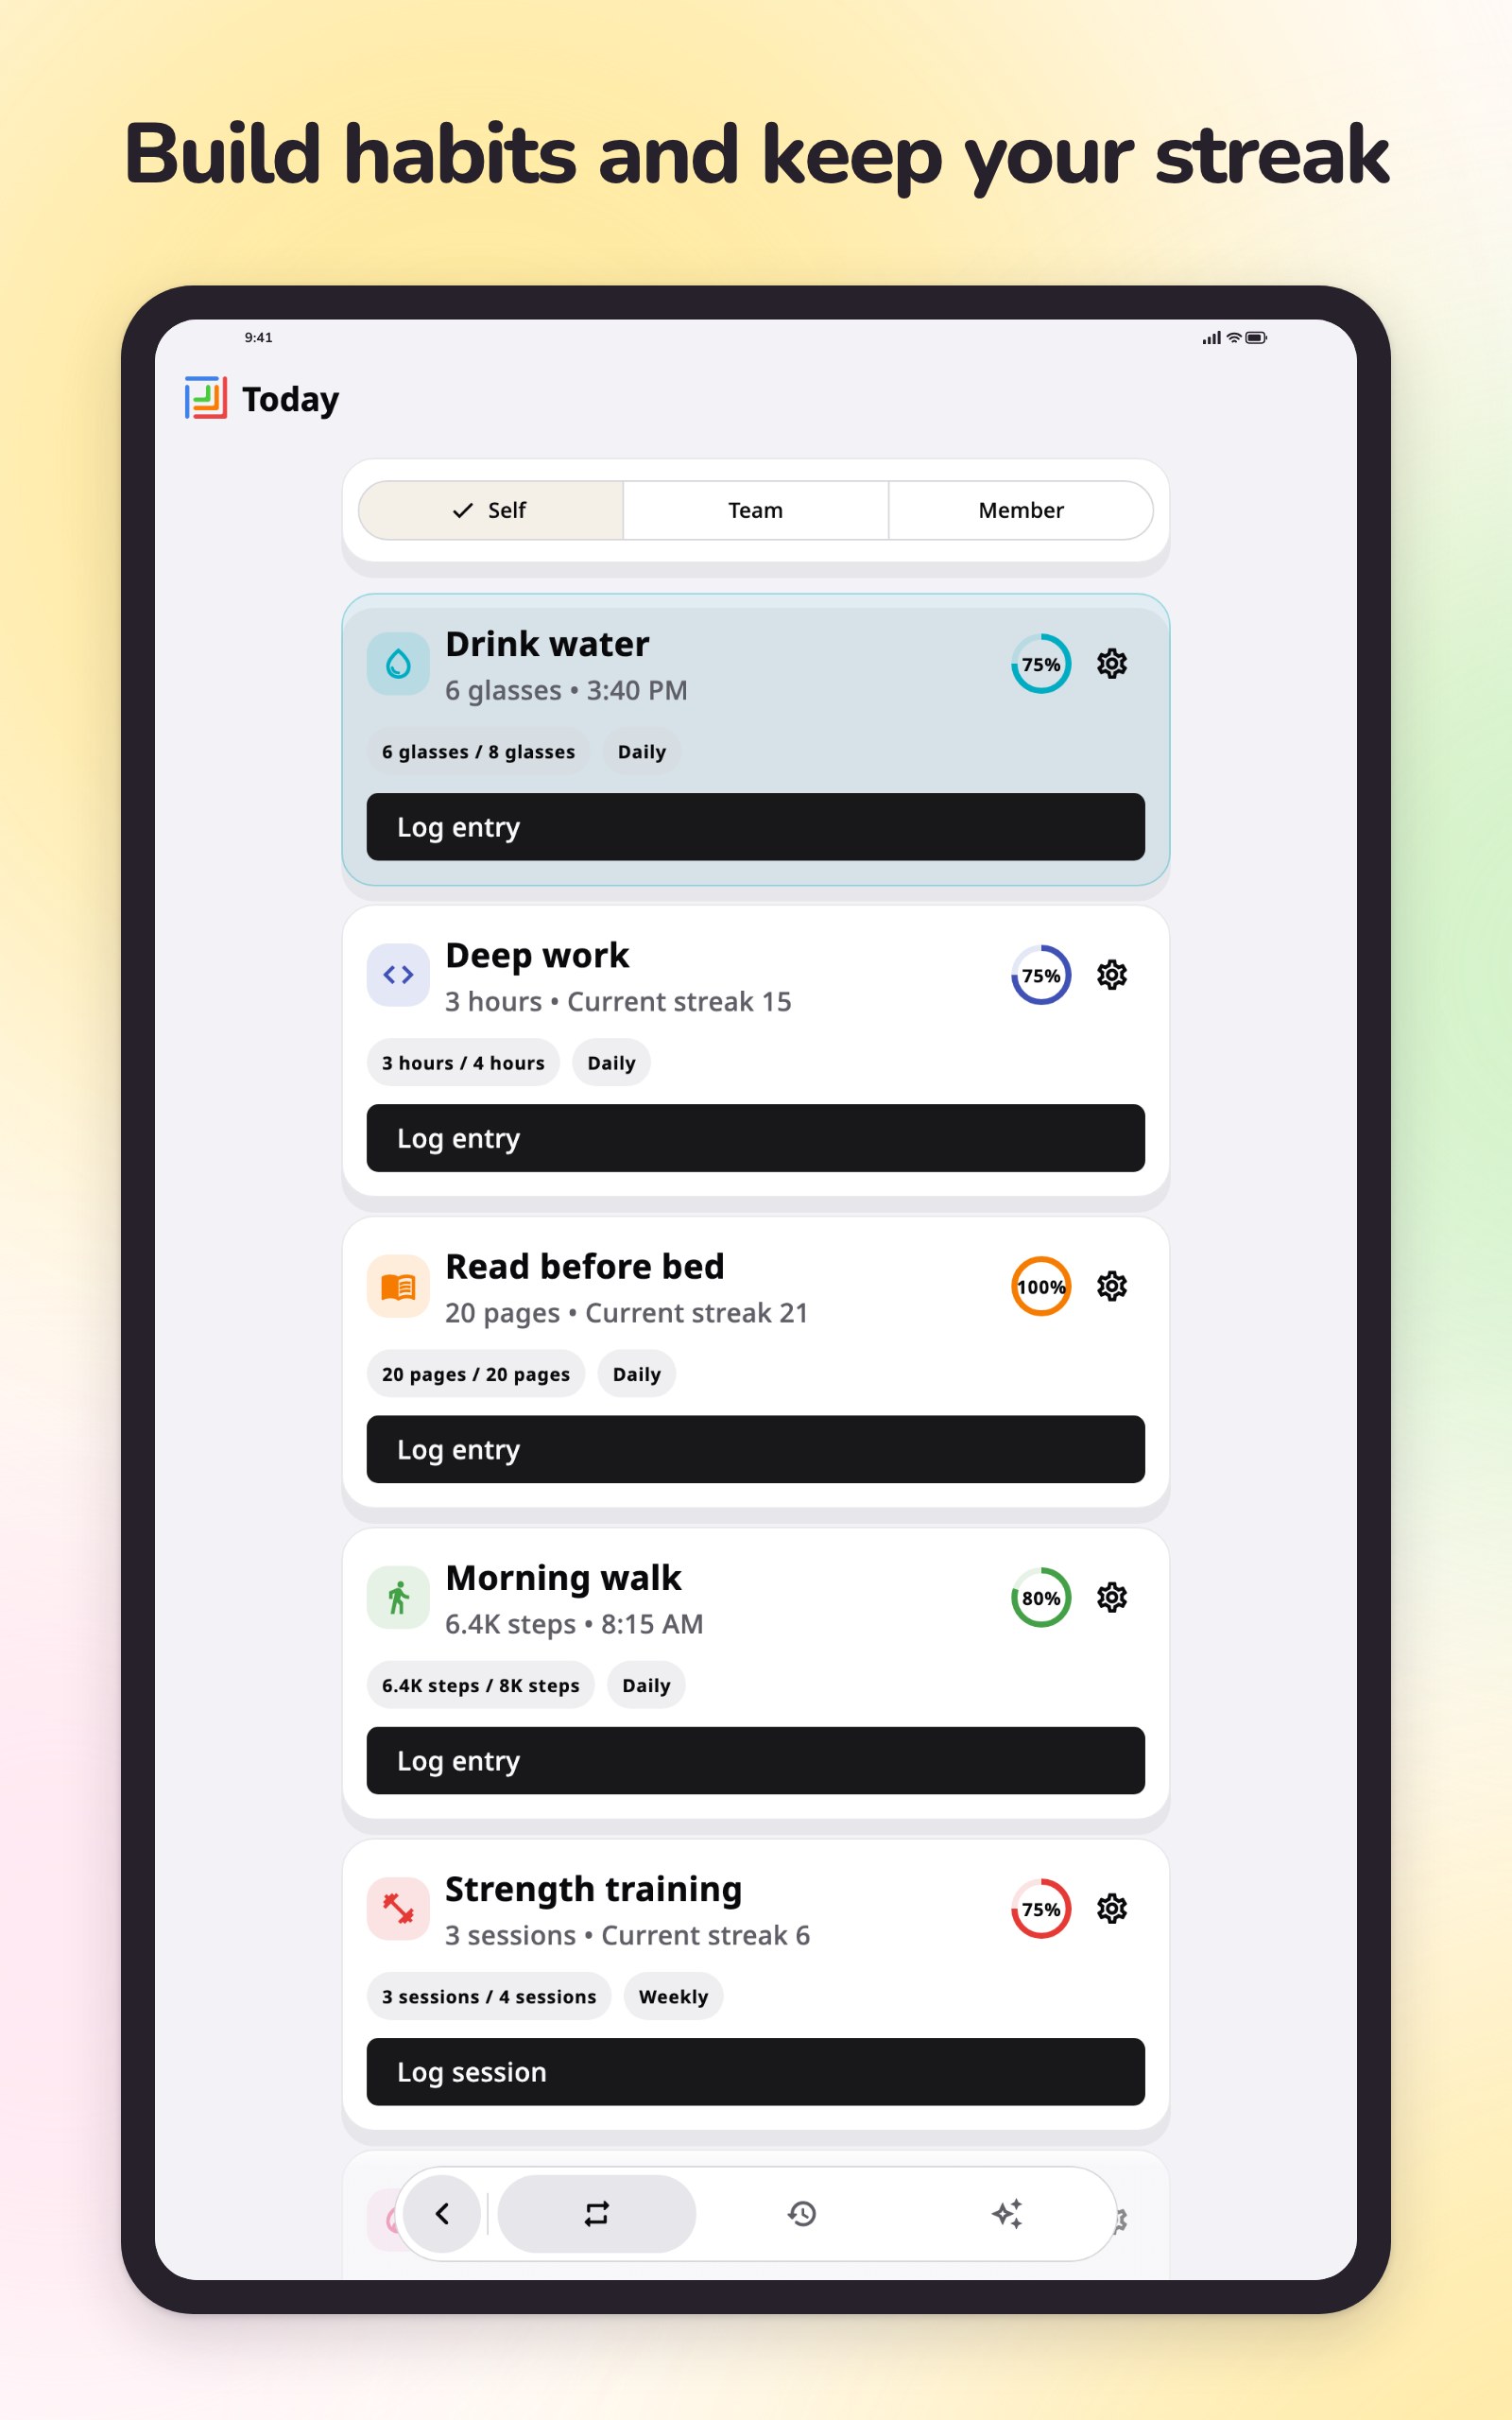 Build habits and keep your streak
9:41
Today
Self
Team
Member
Drink water
6 glasses • 3:40 PM
75%
6 glasses / 8 glasses
Daily
Log entry
Deep work
3 hours • Current streak 15
75%
3 hours / 4 hours
Daily
Log entry
Read before bed
20 pages • Current streak 21
100%
20 pages / 20 pages
Daily
Log entry
Morning walk
6.4K steps • 8:15 AM
80%
6.4K steps / 8K steps
Daily
Log entry
Strength training
3 sessions • Current streak 6
75%
3 sessions / 4 sessions
Weekly
Log session